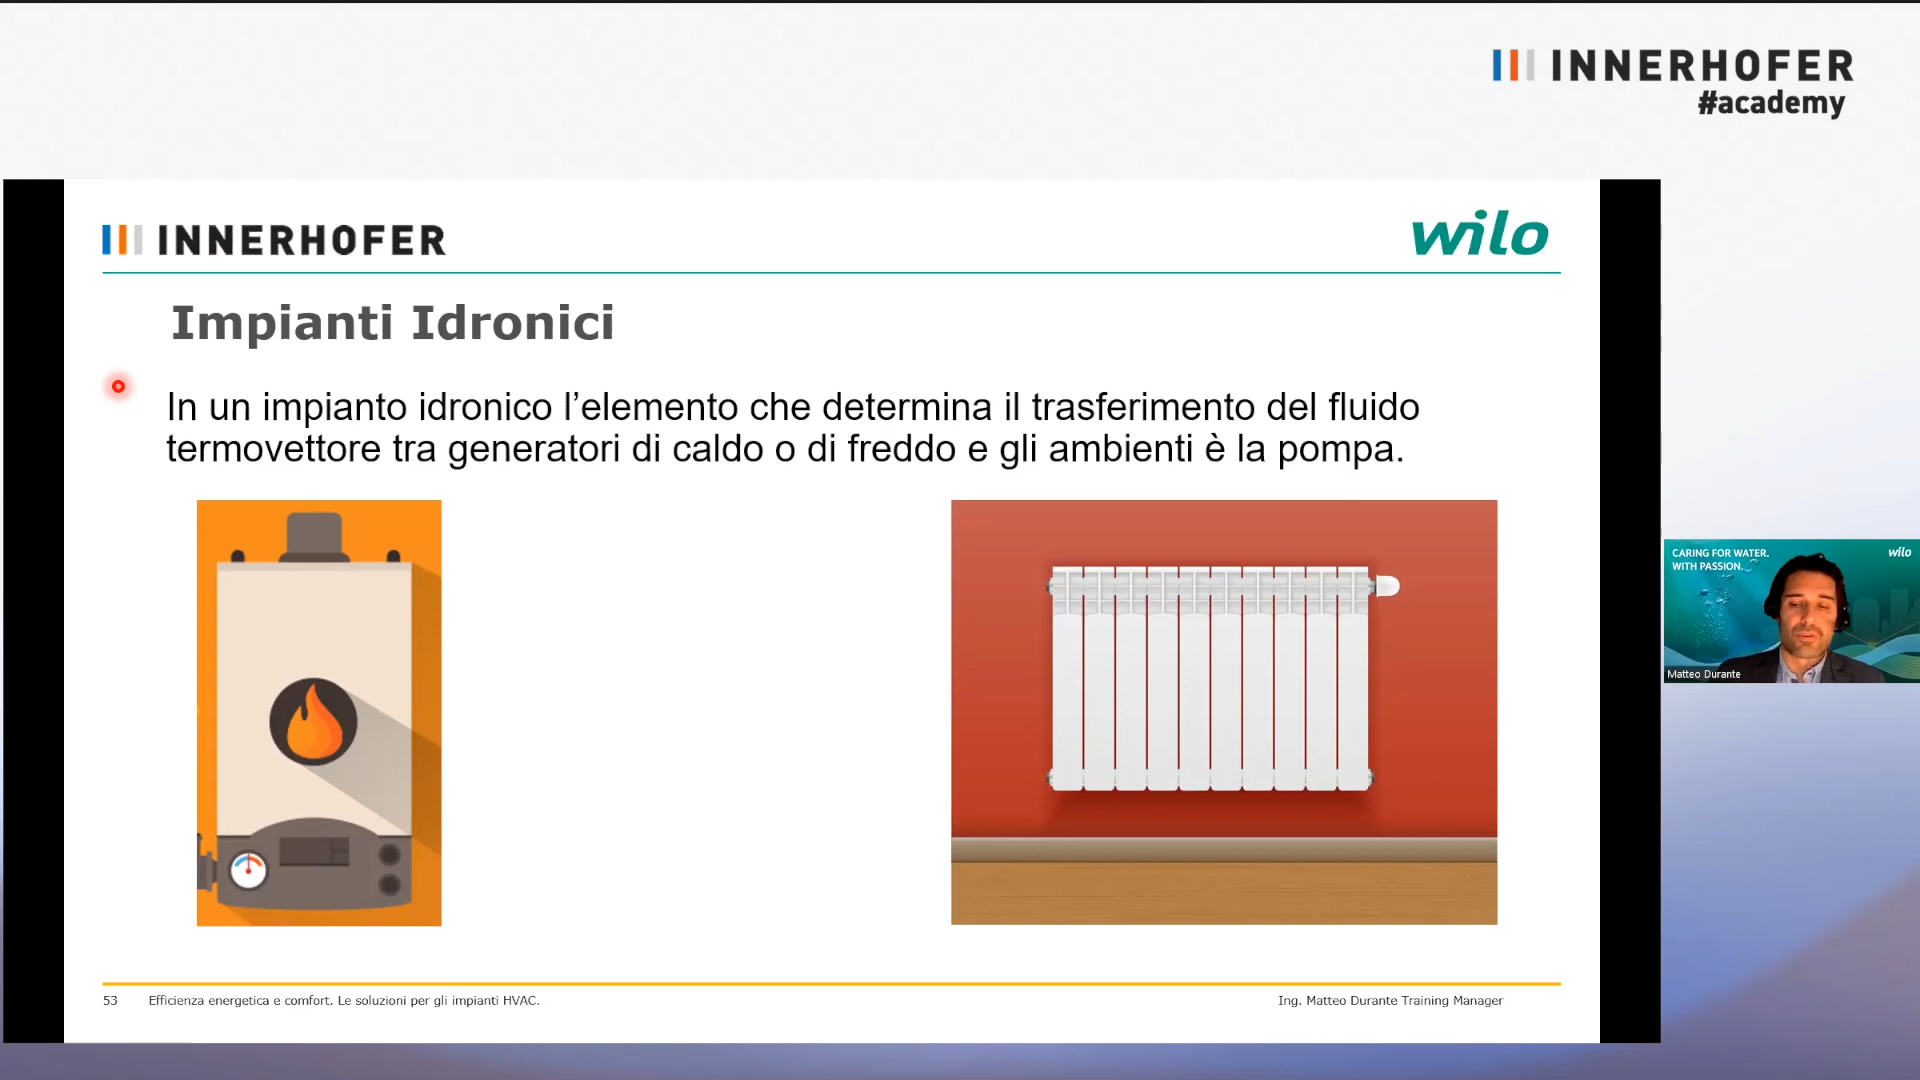 INNERHOFER
#academy
INNERHOFER
wilo
Impianti Idronici
In un impianto idronico l’elemento che determina il trasferimento del fluido
termovettore tra generatori di caldo o di freddo e gli ambienti è la pompa.
CARING FOR WATER.
WITH PASSION.
wilo
Matteo Durante
53
Efficienza energetica e comfort. Le soluzioni per gli impianti HVAC.
Ing. Matteo Durante Training Manager